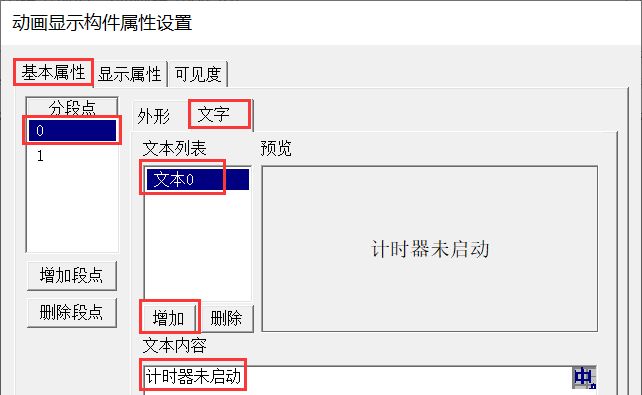 动画显示构件属性设置
基本属性 显示属性 可见度
分段点
0
1
增加段点
删除段点
外形 文字
文本列表 预览
文本0
计时器未启动
增加 删除
文本内容
计时器未启动 中